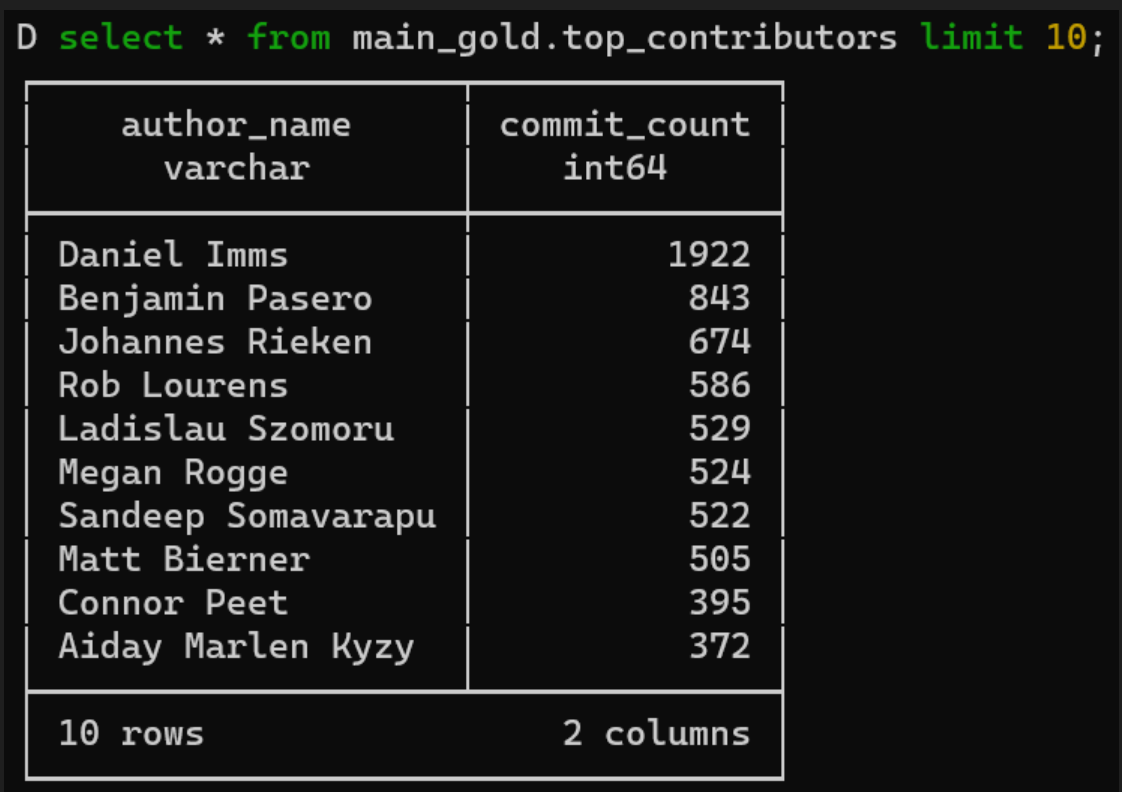 D select * from main_gold.top_contributors limit 10;
author_name commit_count
varchar int64
Daniel Imms 1922
Benjamin Pasero 843
Johannes Rieken 674
Rob Lourens 586
Ladislau Szomoru 529
Megan Rogge 524
Sandeep Somavarapu 522
Matt Bierner 505
Connor Peet 395
Aiday Marlen Kyzy 372
10 rows 2 columns